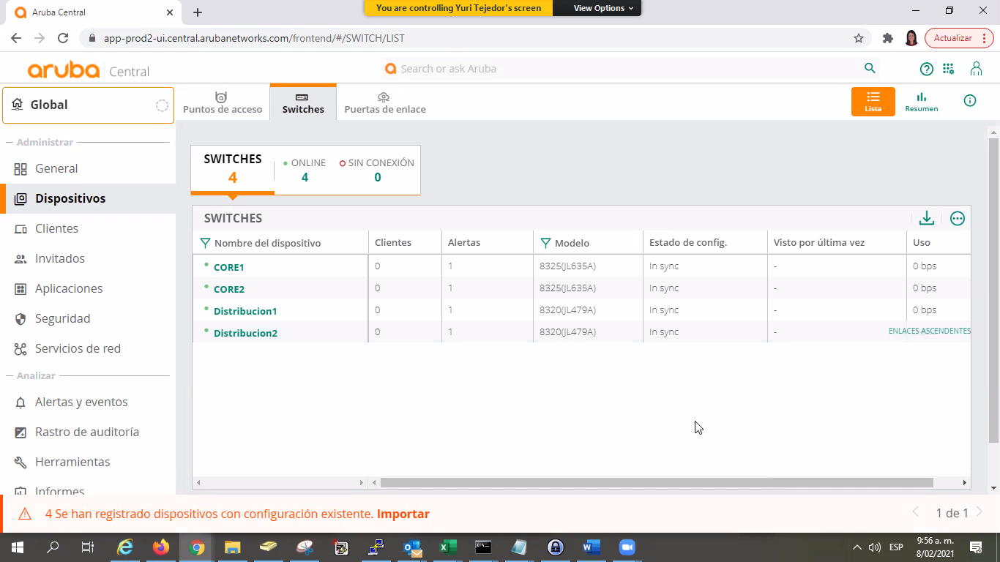 Aruba Central
You are controlling Yuri Tejedor's screen
View Options
app-prod2-ui.central.arubanetworks.com/frontend/#/SWITCH/LIST
Actualizar
aruba Central
Search or ask Aruba
Global
Puntos de acceso
Switches
Puertas de enlace
Lista
Resumen
Administrar
General
Dispositivos
Clientes
Invitados
Aplicaciones
Seguridad
Servicios de red
Analizar
Alertas y eventos
Rastro de auditoría
Herramientas
Informes
SWITCHES
4
ONLINE
4
SIN CONEXIÓN
0
SWITCHES
Nombre del dispositivo Clientes Alertas Modelo Estado de config. Visto por última vez Uso
CORE1 0 1 8325(JL635A) In sync - 0 bps
CORE2 0 1 8325(JL635A) In sync - 0 bps
Distribucion1 0 1 8320(JL479A) In sync - 0 bps
Distribucion2 0 1 8320(JL479A) In sync - ENLACES ASCENDENTES
4 Se han registrado dispositivos con configuración existente. Importar
1 de 1
ESP
9:56 a. m.
8/02/2021